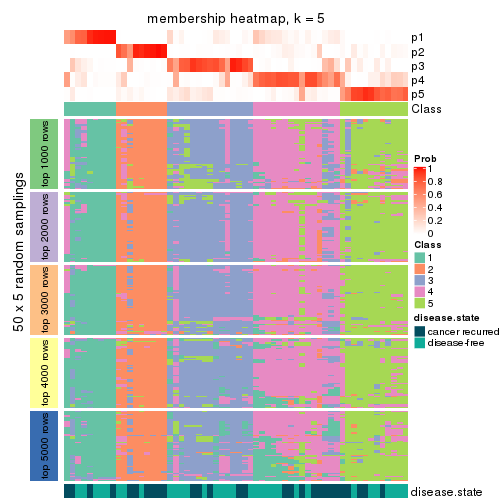 membership heatmap, k = 5
p1
p2
p3
p4
p5
Class
50 x 5 random samplings
top 1000 rows
top 2000 rows
top 3000 rows
top 4000 rows
top 5000 rows
disease.state
Prob
1
0.8
0.6
0.4
0.2
0
Class
1
2
3
4
5
disease.state
cancer recurred
disease-free